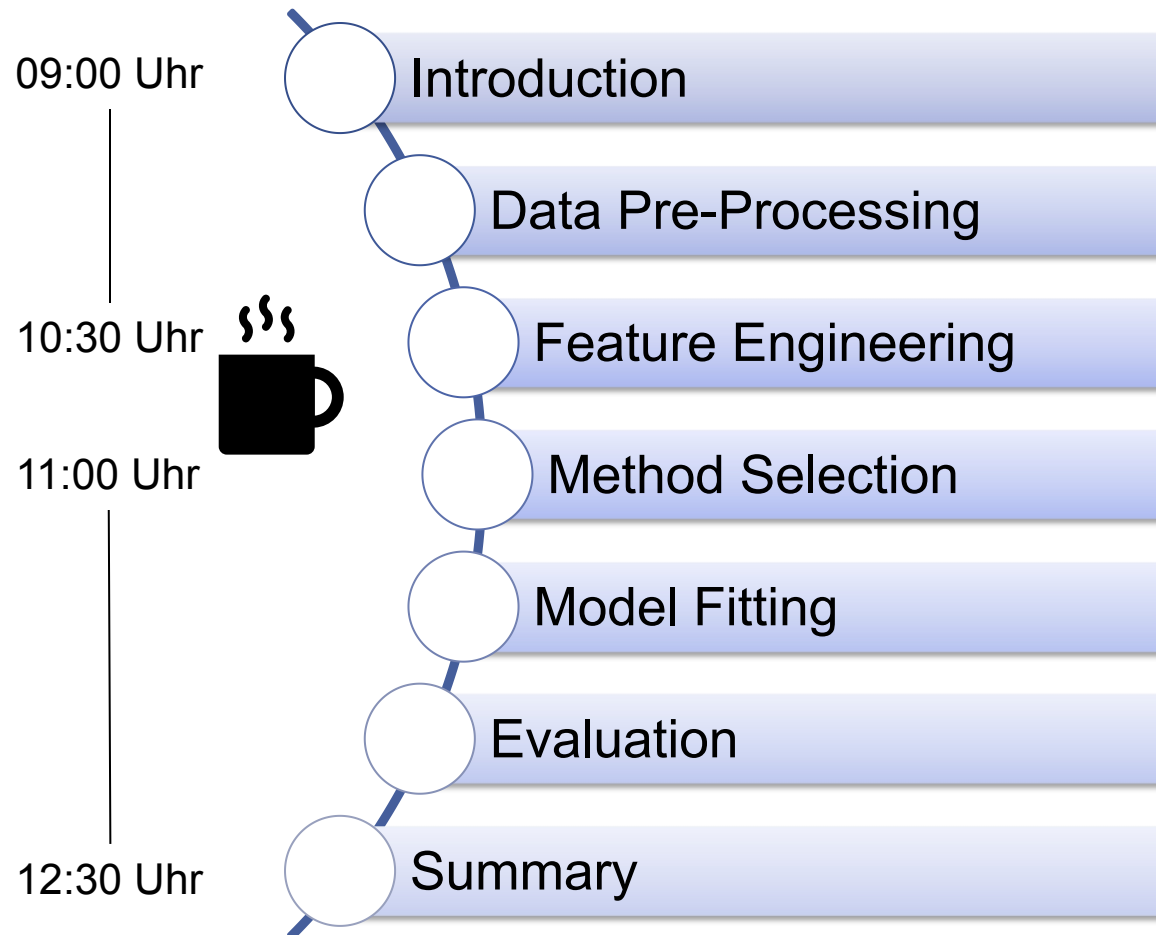 09:00 Uhr
Introduction
Data Pre-Processing
10:30 Uhr
Feature Engineering
11:00 Uhr
Method Selection
Model Fitting
Evaluation
12:30 Uhr
Summary